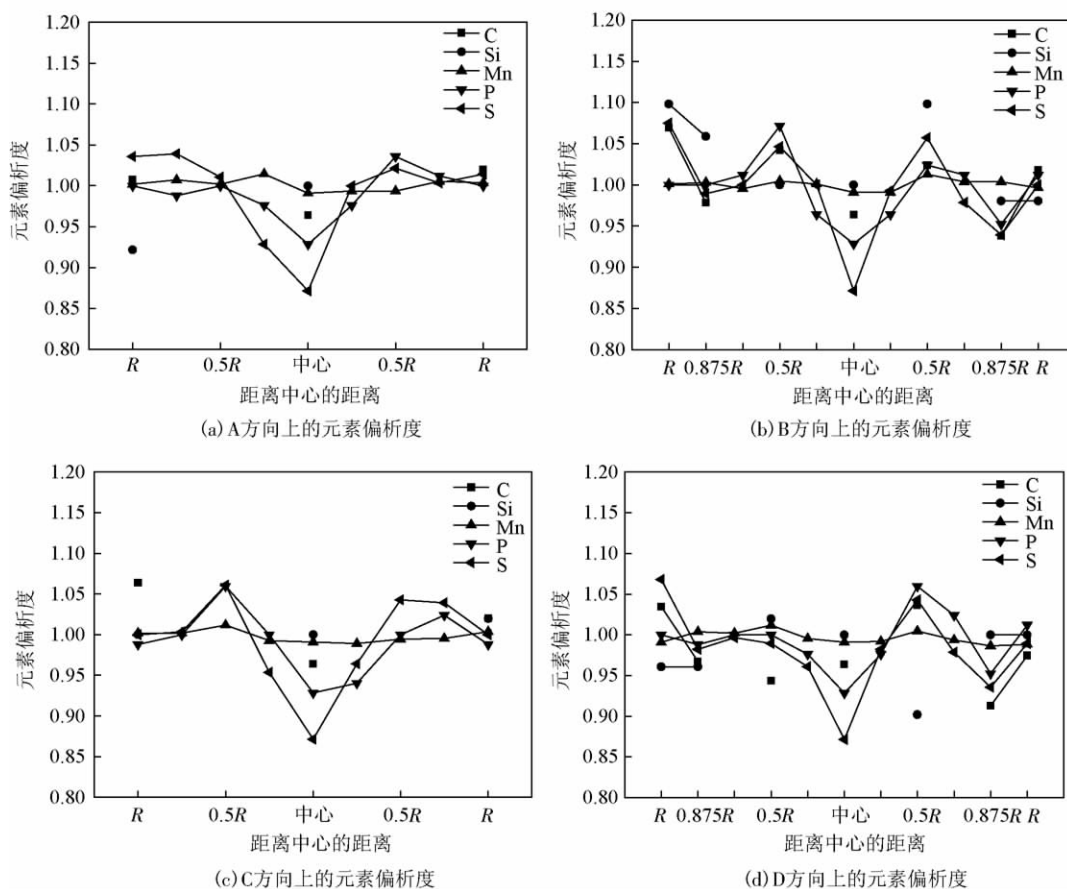 1.20
1.15
1.10
1.05
1.00
0.95
0.90
0.85
0.80
元素偏析度
C
Si
Mn
P
S
R
0.5R
中心
0.5R
R
距离中心的距离
(a)A方向上的元素偏析度
1.20
1.15
1.10
1.05
1.00
0.95
0.90
0.85
0.80
元素偏析度
C
Si
Mn
P
S
R
0.875R
0.5R
中心
0.5R
0.875R
R
距离中心的距离
(b)B方向上的元素偏析度
1.20
1.15
1.10
1.05
1.00
0.95
0.90
0.85
0.80
元素偏析度
C
Si
Mn
P
S
R
0.5R
中心
0.5R
R
距离中心的距离
(c)C方向上的元素偏析度
1.20
1.15
1.10
1.05
1.00
0.95
0.90
0.85
0.80
元素偏析度
C
Si
Mn
P
S
R
0.875R
0.5R
中心
0.5R
0.875R
R
距离中心的距离
(d)D方向上的元素偏析度